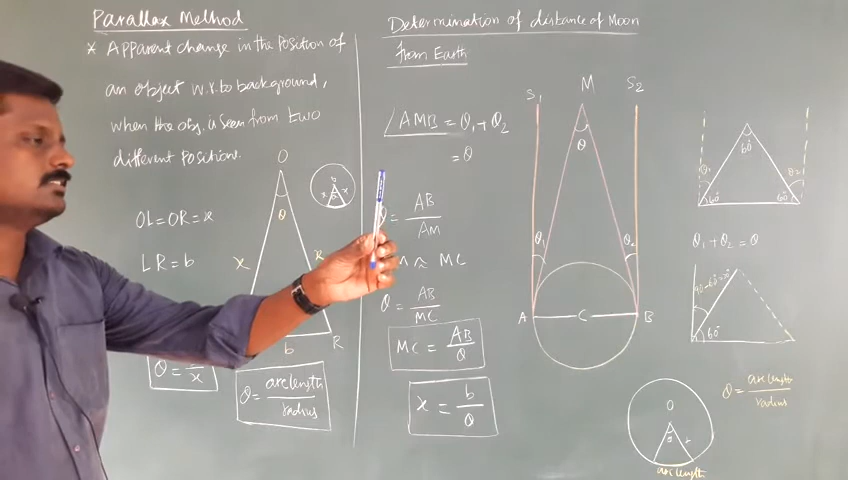 Parallax Method
* Apparent change in the position of
an object w.r.to background,
when the obj. is seen from two
different positions.
O
θ
OL=OR=x
LR=b
x
x
b
R
b
x
x
θ = /x
θ = arc length/radius
Determination of distance of Moon
from Earth
∠AMB = θ1 + θ2
= θ
θ = AB/AM
≈ MC
θ = AB/MC
MC = AB/θ
x = b/θ
S1
M
S2
θ
θ1
θ2
A
C
B
60°
60°
60°
θ1 + θ2 = θ
60°
O
θ
r
arc length
θ = arc length/radius